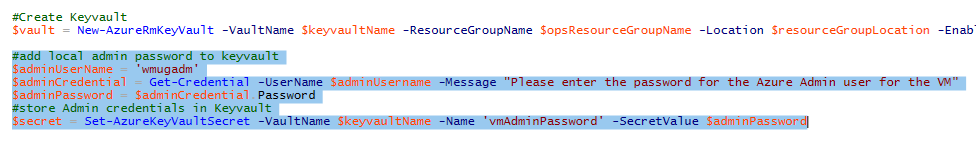 #Create Keyvault
$vault = New-AzureRmKeyVault -VaultName $keyvaultName -ResourceGroupName $opsResourceGroupName -Location $resourceGroupLocation -Enab
#add local admin password to keyvault
$adminUserName = 'wmugadm'
$adminCredential = Get-Credential -UserName $adminUsername -Message "Please enter the password for the Azure Admin user for the VM"
$adminPassword = $adminCredential.Password
#store Admin credentials in Keyvault
$secret = Set-AzureKeyVaultSecret -VaultName $keyvaultName -Name 'vmAdminPassword' -SecretValue $adminPassword